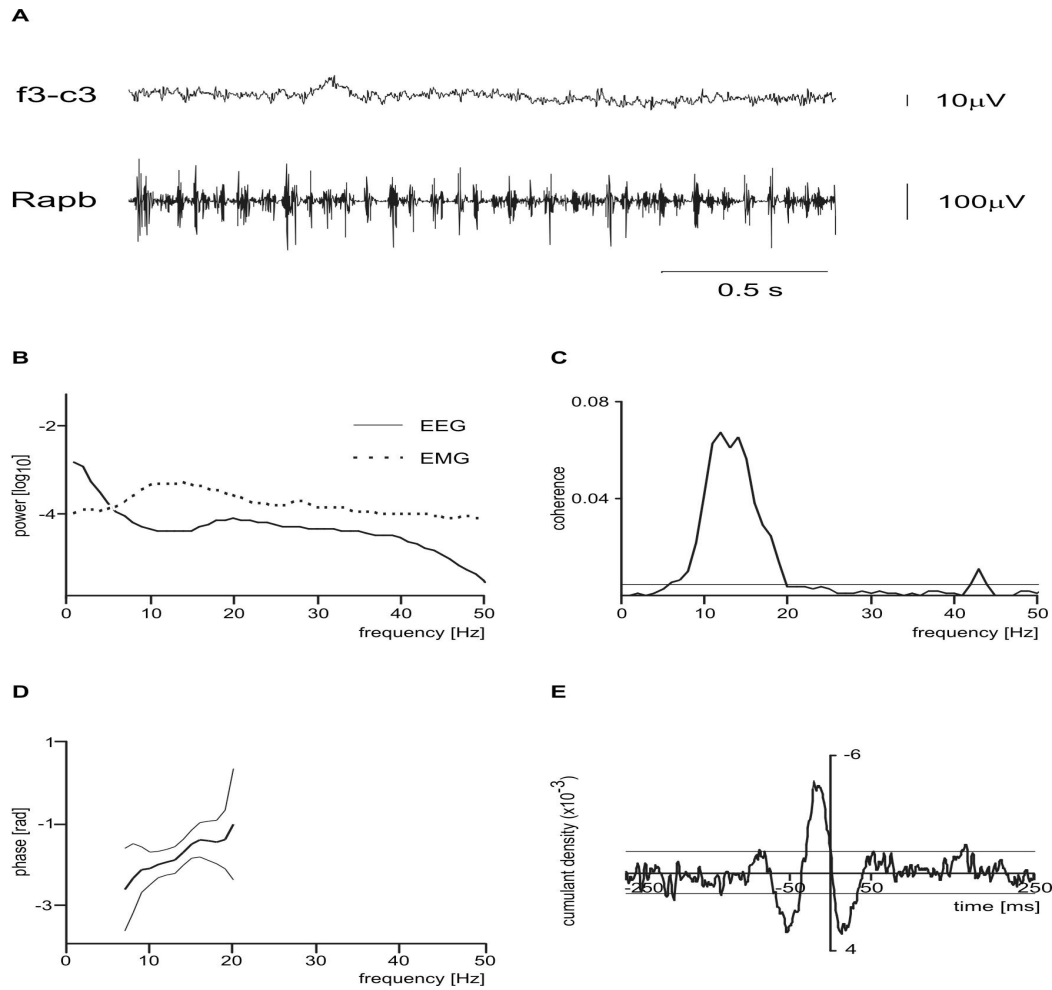 A
f3-c3
10μV
Rapb
100μV
0.5 s
B
-2
-4
power [log10]
EEG
EMG
0 10 20 30 40 50
frequency [Hz]
C
0.08
0.04
coherence
0 10 20 30 40 50
frequency [Hz]
D
1
-1
-3
phase [rad]
0 10 20 30 40 50
frequency [Hz]
E
-6
cumulant density (x10-3)
-250 -50 50 250
time [ms]
4